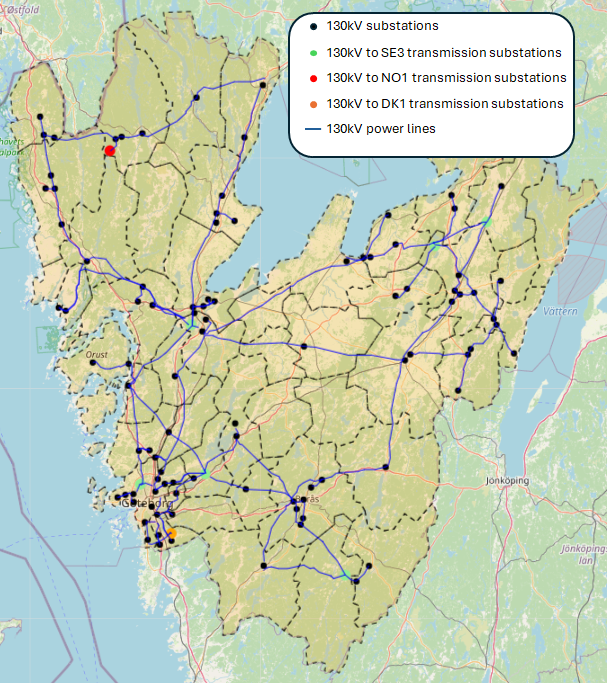 Østfold
130kV substations
130kV to SE3 transmission substations
130kV to NO1 transmission substations
130kV to DK1 transmission substations
130kV power lines
Vättern
Orust
Jönköping
Göteborg
Jönköpings
län